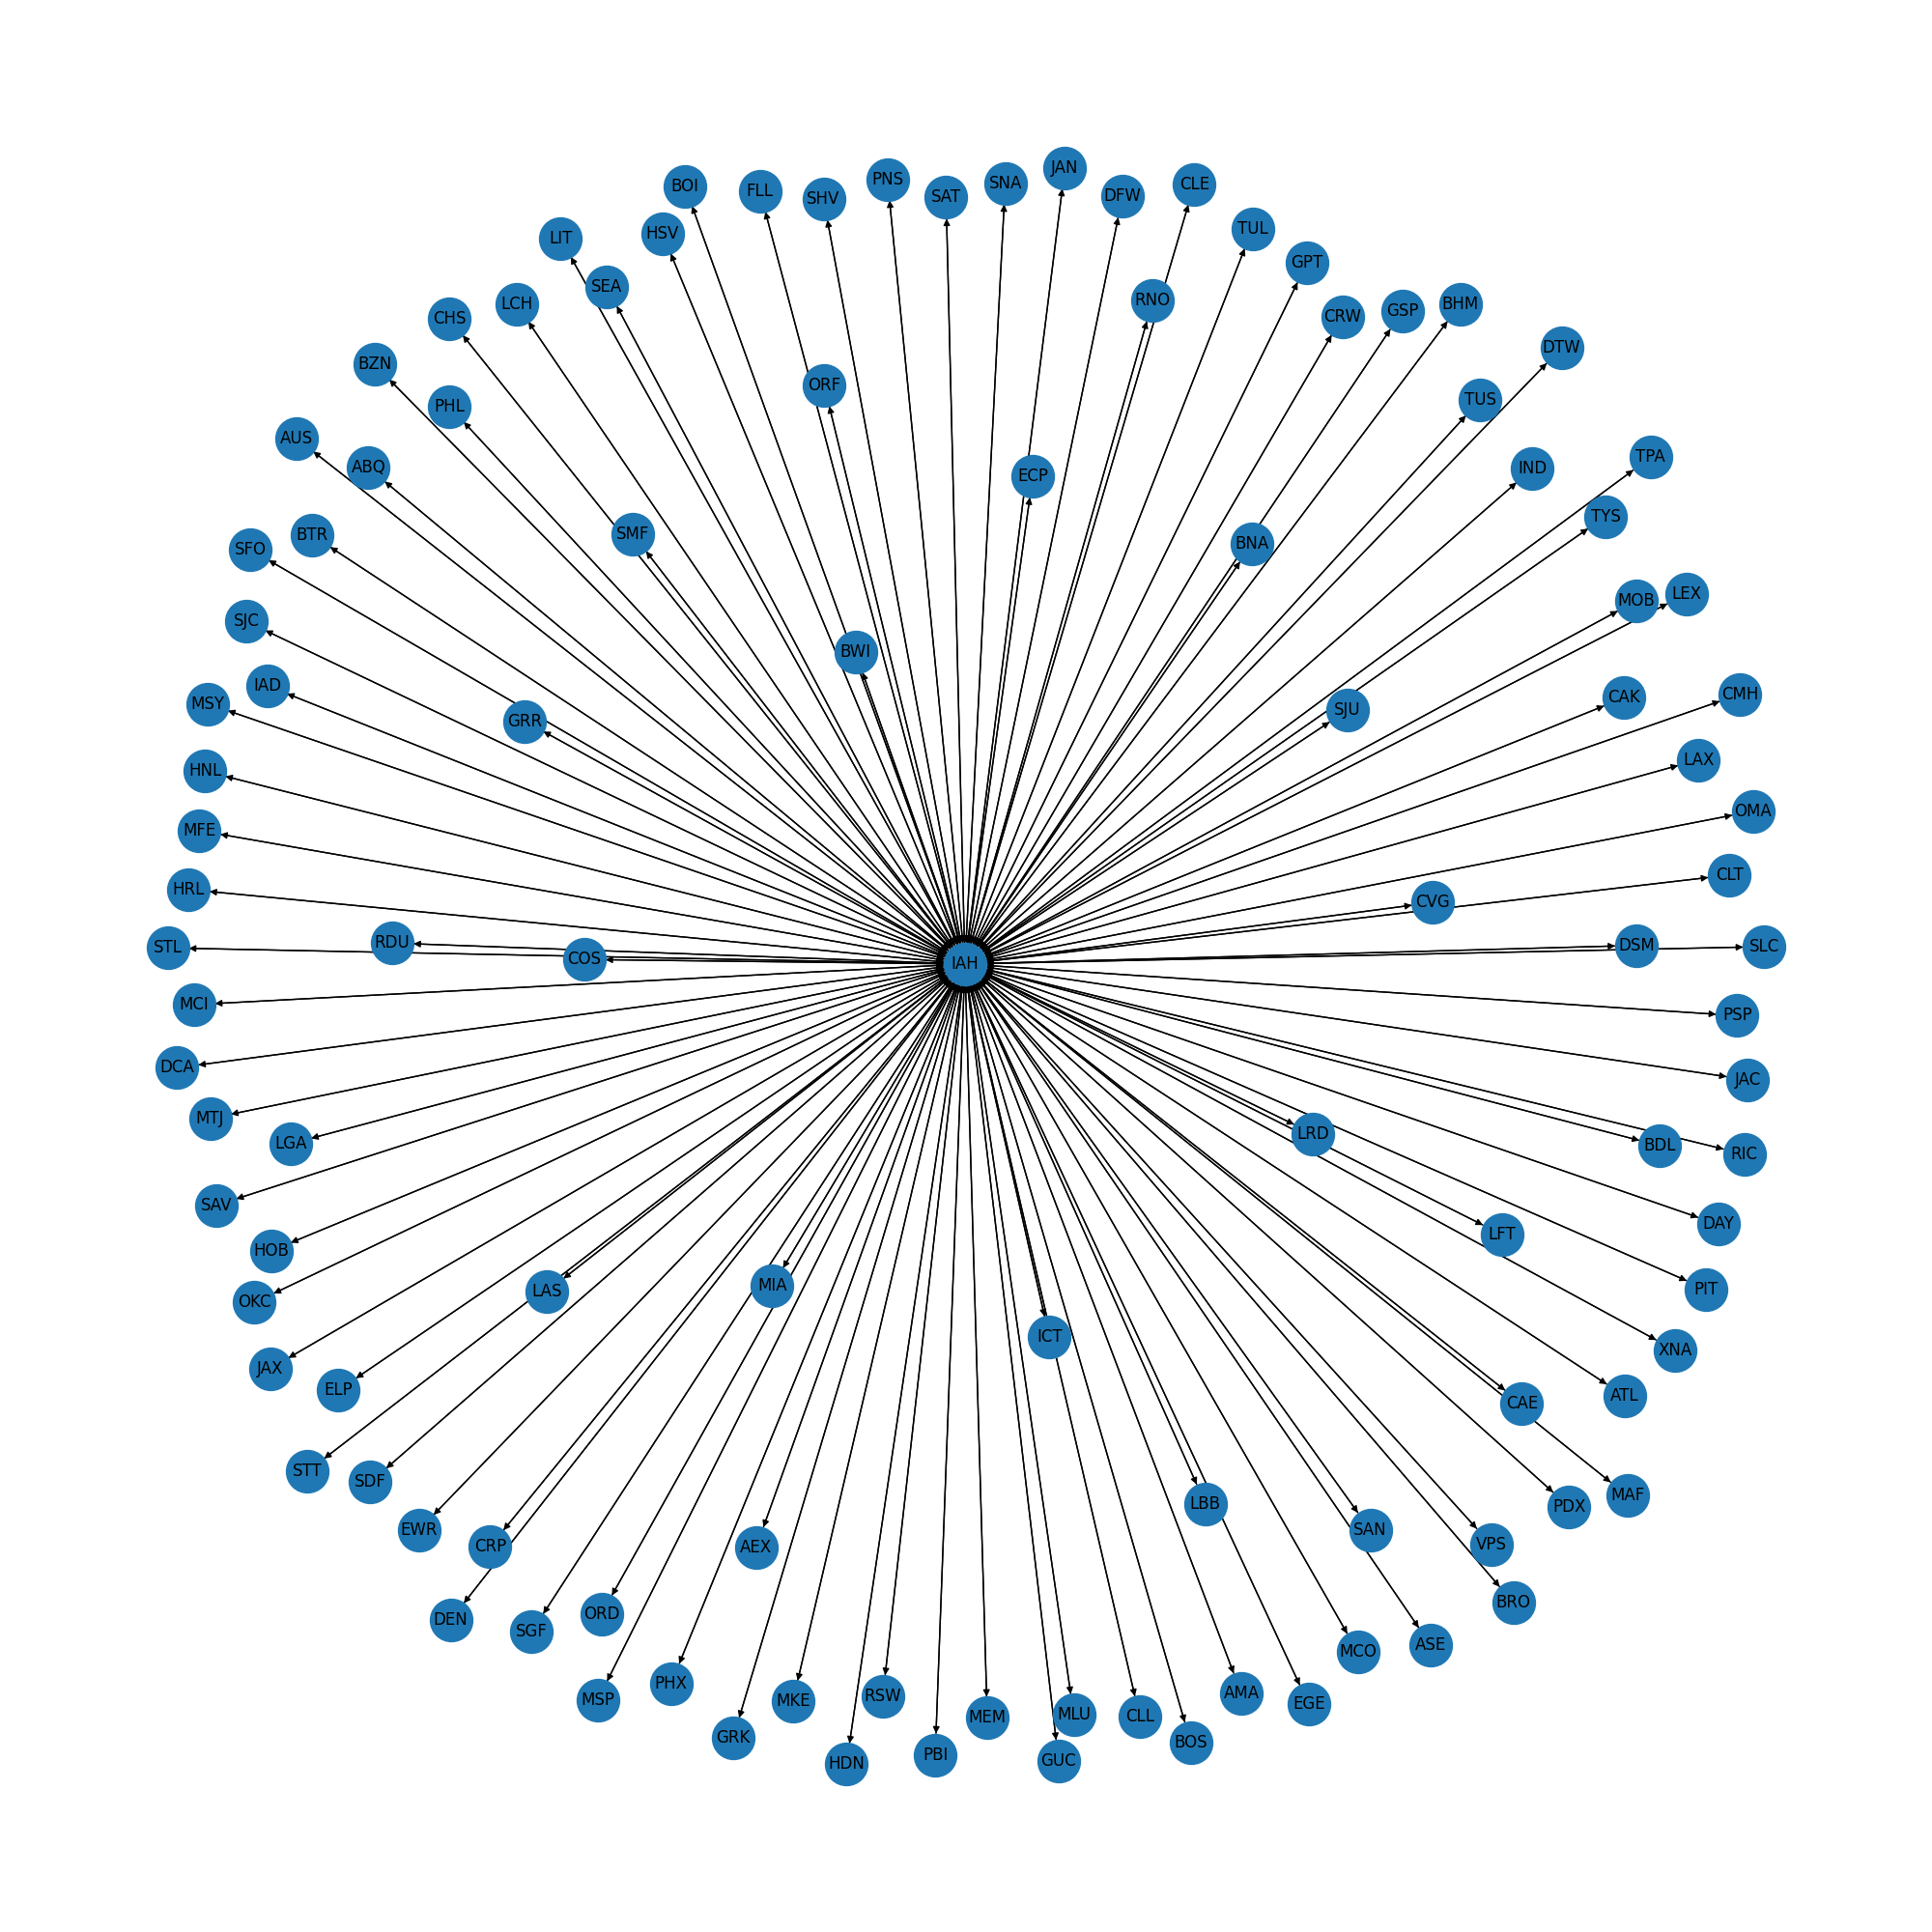 JAN
PNS
SNA
CLE
BOI
FLL
SAT
DFW
SHV
TUL
HSV
LIT
GPT
SEA
RNO
LCH
BHM
GSP
CRW
CHS
DTW
BZN
ORF
TUS
PHL
AUS
TPA
ABQ
IND
ECP
TYS
SMF
BTR
BNA
SFO
LEX
MOB
SJC
BWI
IAD
CMH
CAK
MSY
SJU
GRR
LAX
HNL
OMA
MFE
CLT
HRL
CVG
RDU
DSM
SLC
STL
COS
IAH
MCI
PSP
DCA
JAC
MTJ
LRD
LGA
BDL
RIC
SAV
DAY
LFT
HOB
MIA
PIT
LAS
OKC
ICT
XNA
JAX
ELP
ATL
CAE
STT
SDF
MAF
LBB
PDX
EWR
SAN
VPS
CRP
AEX
BRO
ORD
DEN
SGF
ASE
MCO
PHX
AMA
RSW
MSP
MKE
EGE
MLU
CLL
MEM
GRK
BOS
PBI
GUC
HDN